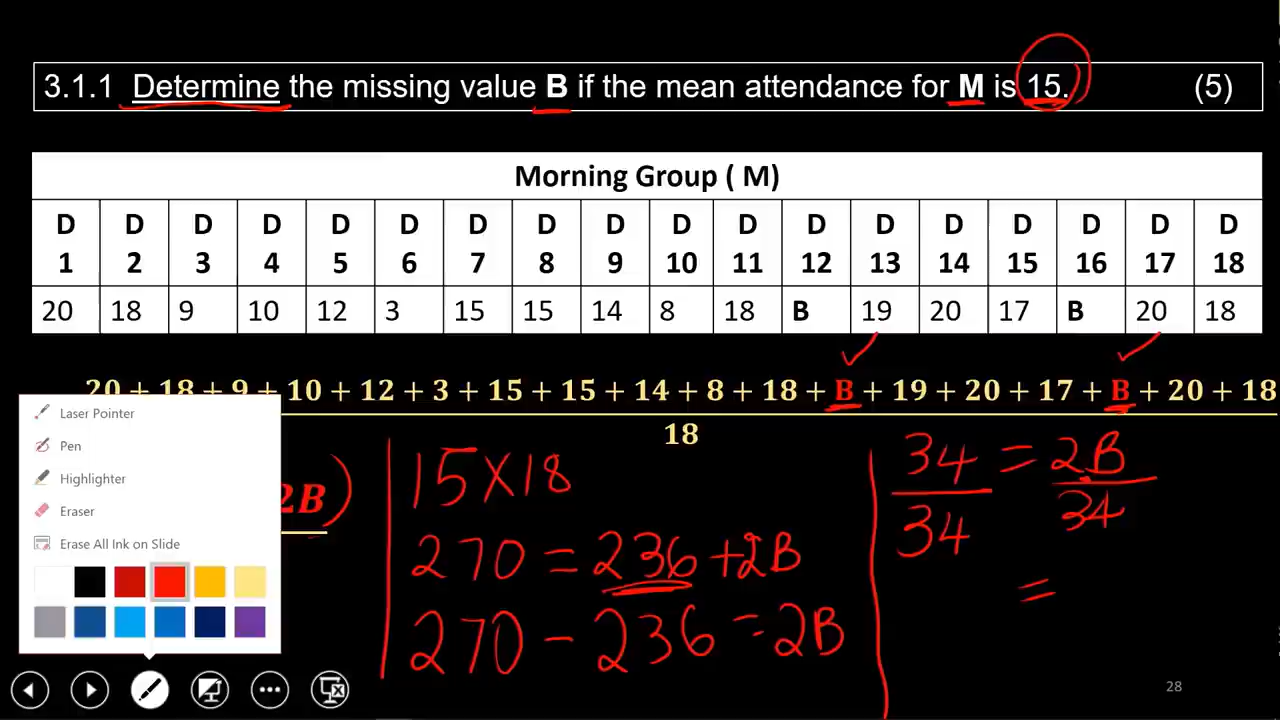 3.1.1 Determine the missing value B if the mean attendance for M is 15. (5)
Morning Group ( M)
D 1 D 2 D 3 D 4 D 5 D 6 D 7 D 8 D 9 D 10 D 11 D 12 D 13 D 14 D 15 D 16 D 17 D 18
20 18 9 10 12 3 15 15 14 8 18 B 19 20 17 B 20 18
20 + 18 + 9 + 10 + 12 + 3 + 15 + 15 + 14 + 8 + 18 + B + 19 + 20 + 17 + B + 20 + 18
18
Laser Pointer
Pen
Highlighter
Eraser
Erase All Ink on Slide
2B)
15X18
270 = 236 +2B
270 - 236 = 2B
34 = 2B
34 34
=
28